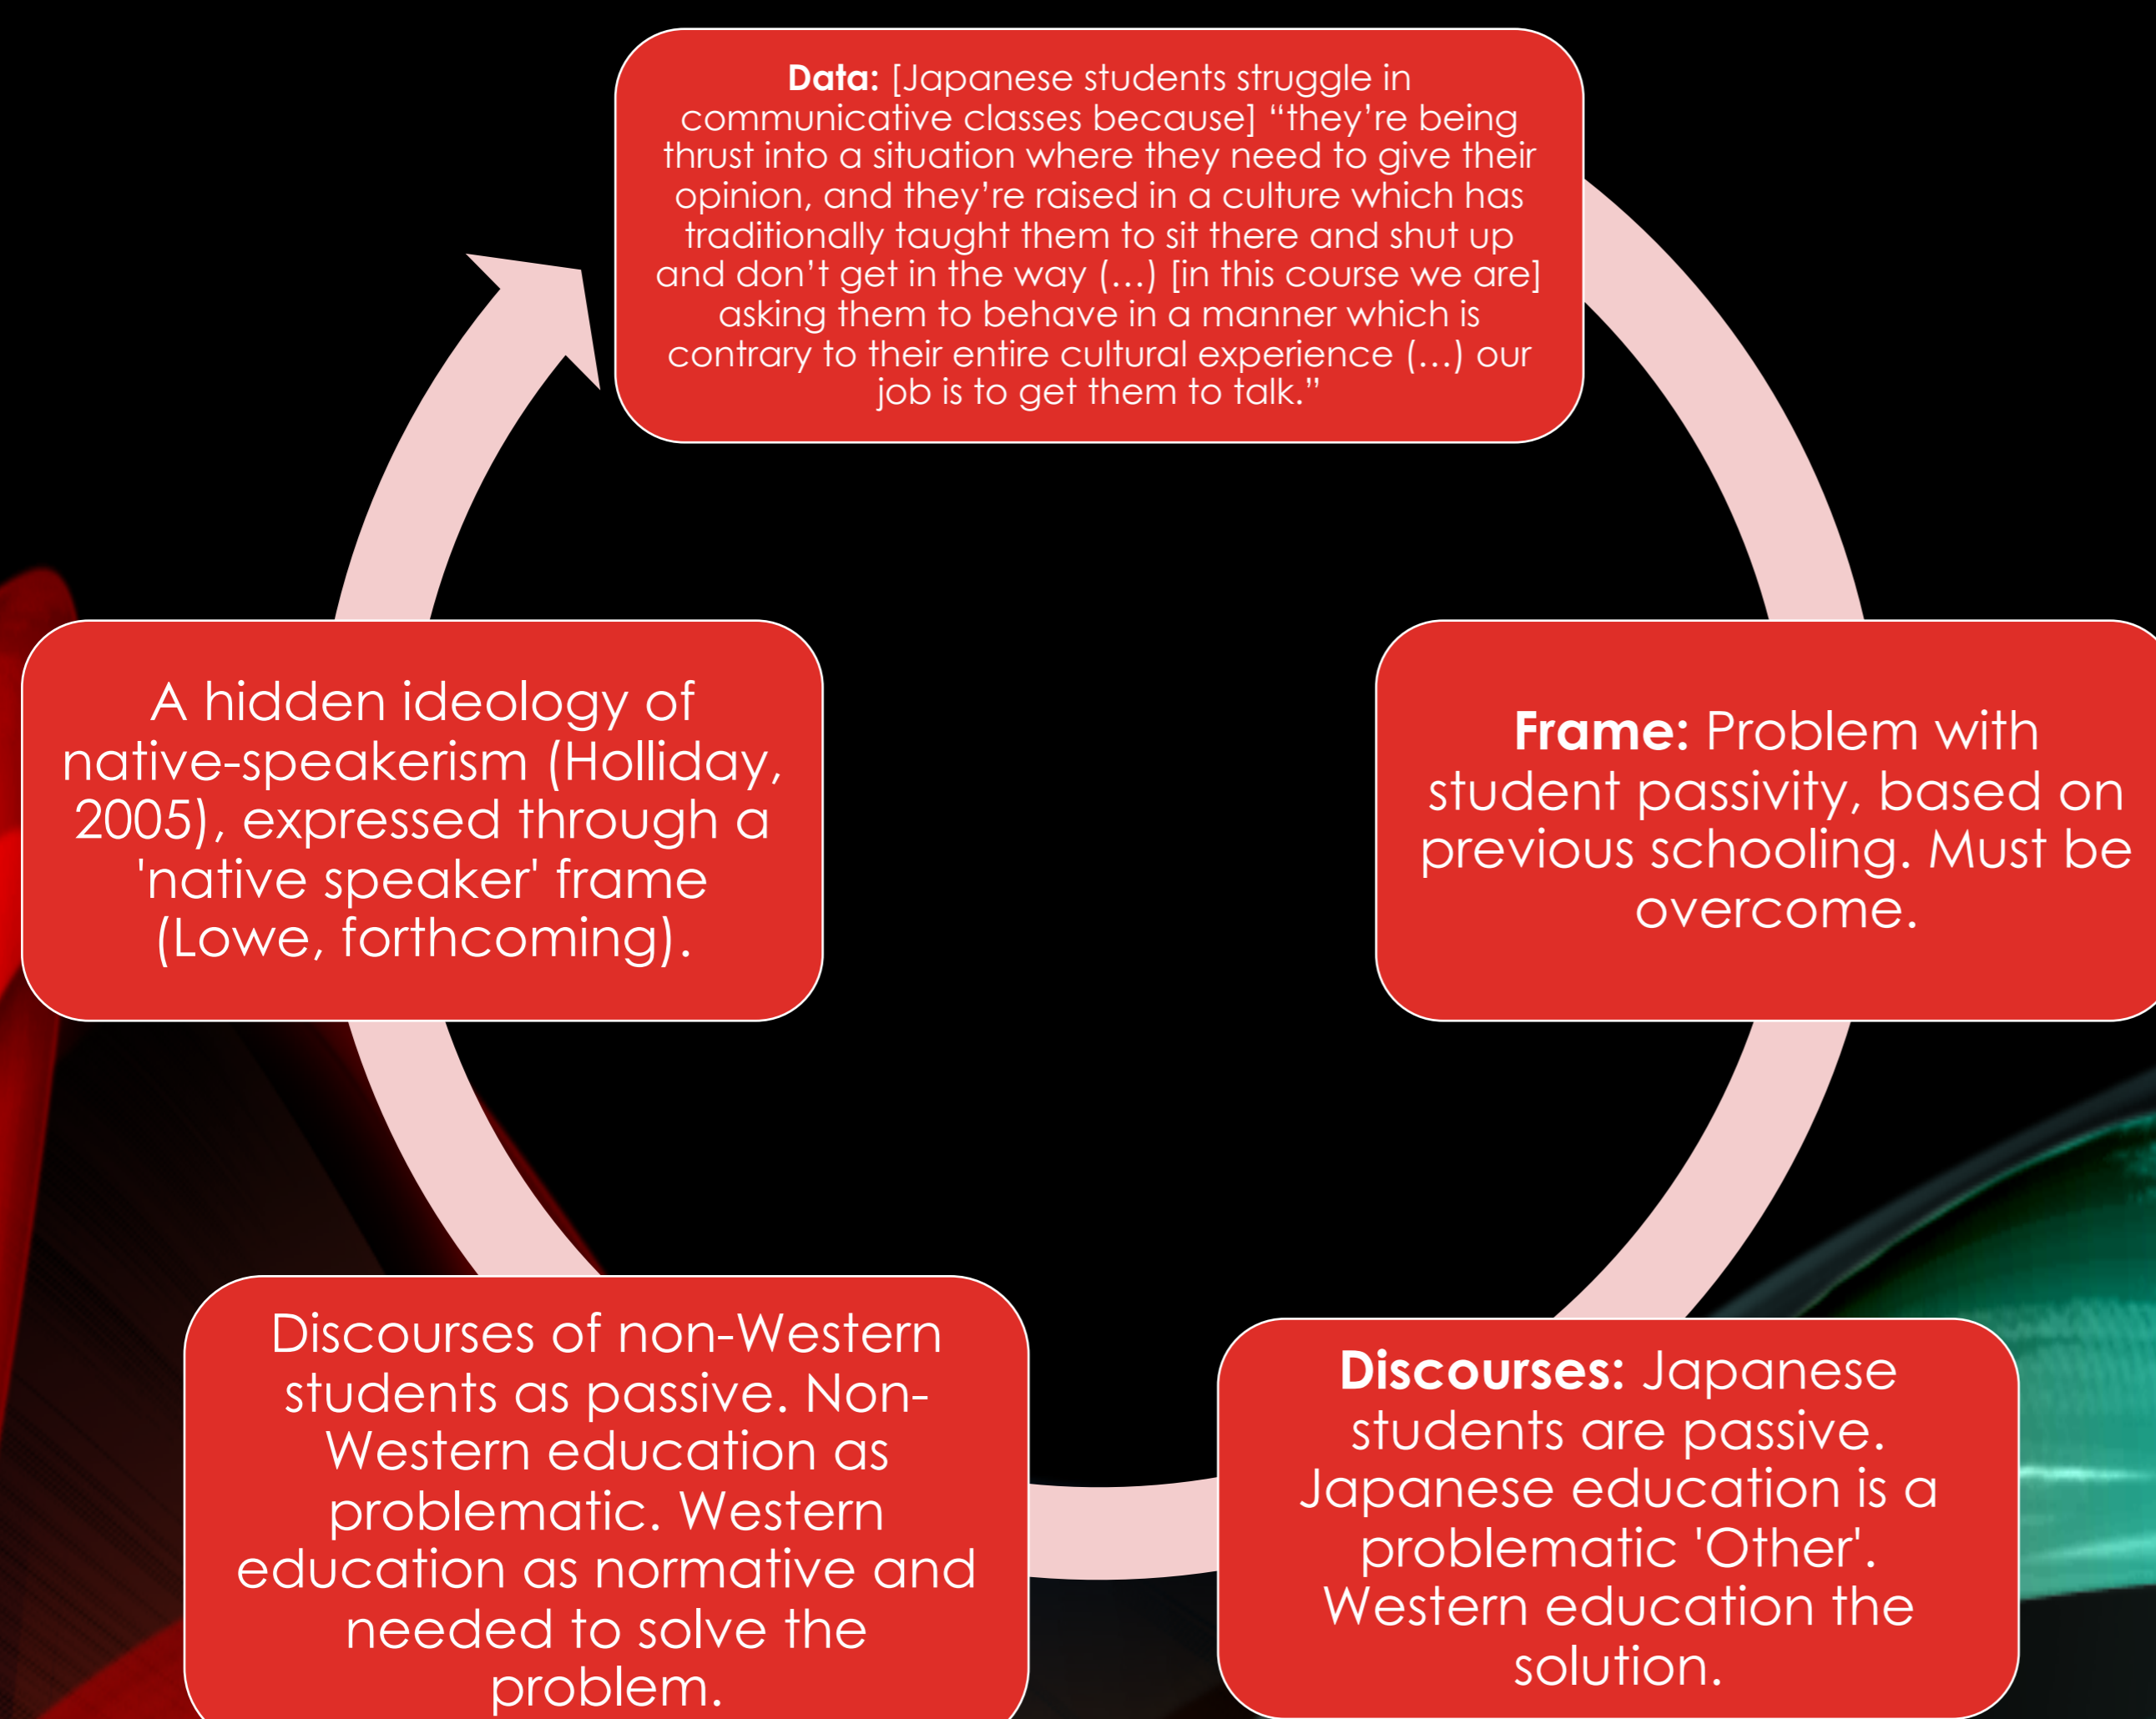 Data: [Japanese students struggle in
communicative classes because] “they’re being
thrust into a situation where they need to give their
opinion, and they’re raised in a culture which has
traditionally taught them to sit there and shut up
and don’t get in the way (…) [in this course we are]
asking them to behave in a manner which is
contrary to their entire cultural experience (…) our
job is to get them to talk.”
Frame: Problem with
student passivity, based on
previous schooling. Must be
overcome.
Discourses: Japanese
students are passive.
Japanese education is a
problematic 'Other'.
Western education the
solution.
Discourses of non-Western
students as passive. Non-
Western education as
problematic. Western
education as normative and
needed to solve the
problem.
A hidden ideology of
native-speakerism (Holliday,
2005), expressed through a
'native speaker' frame
(Lowe, forthcoming).